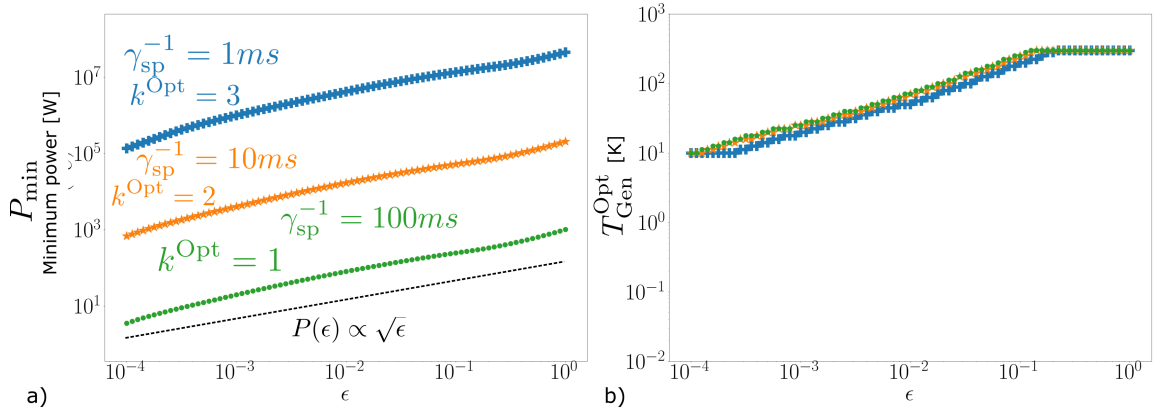 P_min
Minimum power [W]
10^7
10^5
10^3
10^1
γ_sp^{-1} = 1ms
k^Opt = 3
γ_sp^{-1} = 10ms
k^Opt = 2
γ_sp^{-1} = 100ms
k^Opt = 1
P(ϵ) ∝ √ϵ
10^{-4} 10^{-3} 10^{-2} 10^{-1} 10^0
ϵ
a)
T_Gen^Opt [K]
10^3
10^2
10^1
10^0
10^{-1}
10^{-2}
10^{-4} 10^{-3} 10^{-2} 10^{-1} 10^0
ϵ
b)